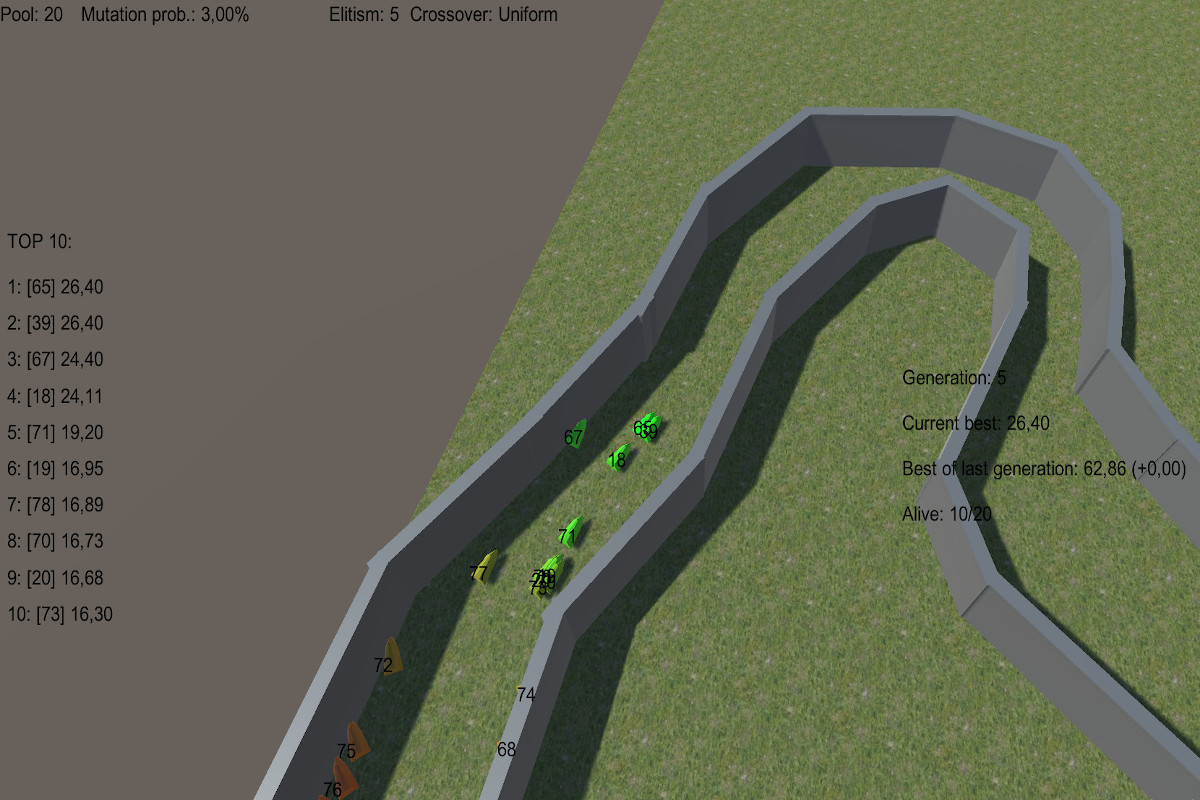 Pool: 20 Mutation prob.: 3,00% Elitism: 5 Crossover: Uniform
TOP 10:
1: [65] 26,40
2: [39] 26,40
3: [67] 24,40
4: [18] 24,11
5: [71] 19,20
6: [19] 16,95
7: [78] 16,89
8: [70] 16,73
9: [20] 16,68
10: [73] 16,30
Generation: 5
Current best: 26,40
Best of last generation: 62,86 (+0,00)
Alive: 10/20
67
65
39
18
71
77
72
74
75
68
76